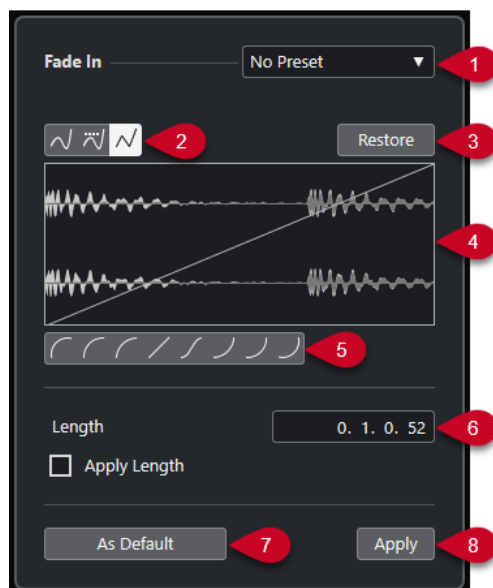 Fade In No Preset 1
2 Restore 3
4
5
Length 0. 1. 0. 52 6
Apply Length
As Default 7 Apply 8